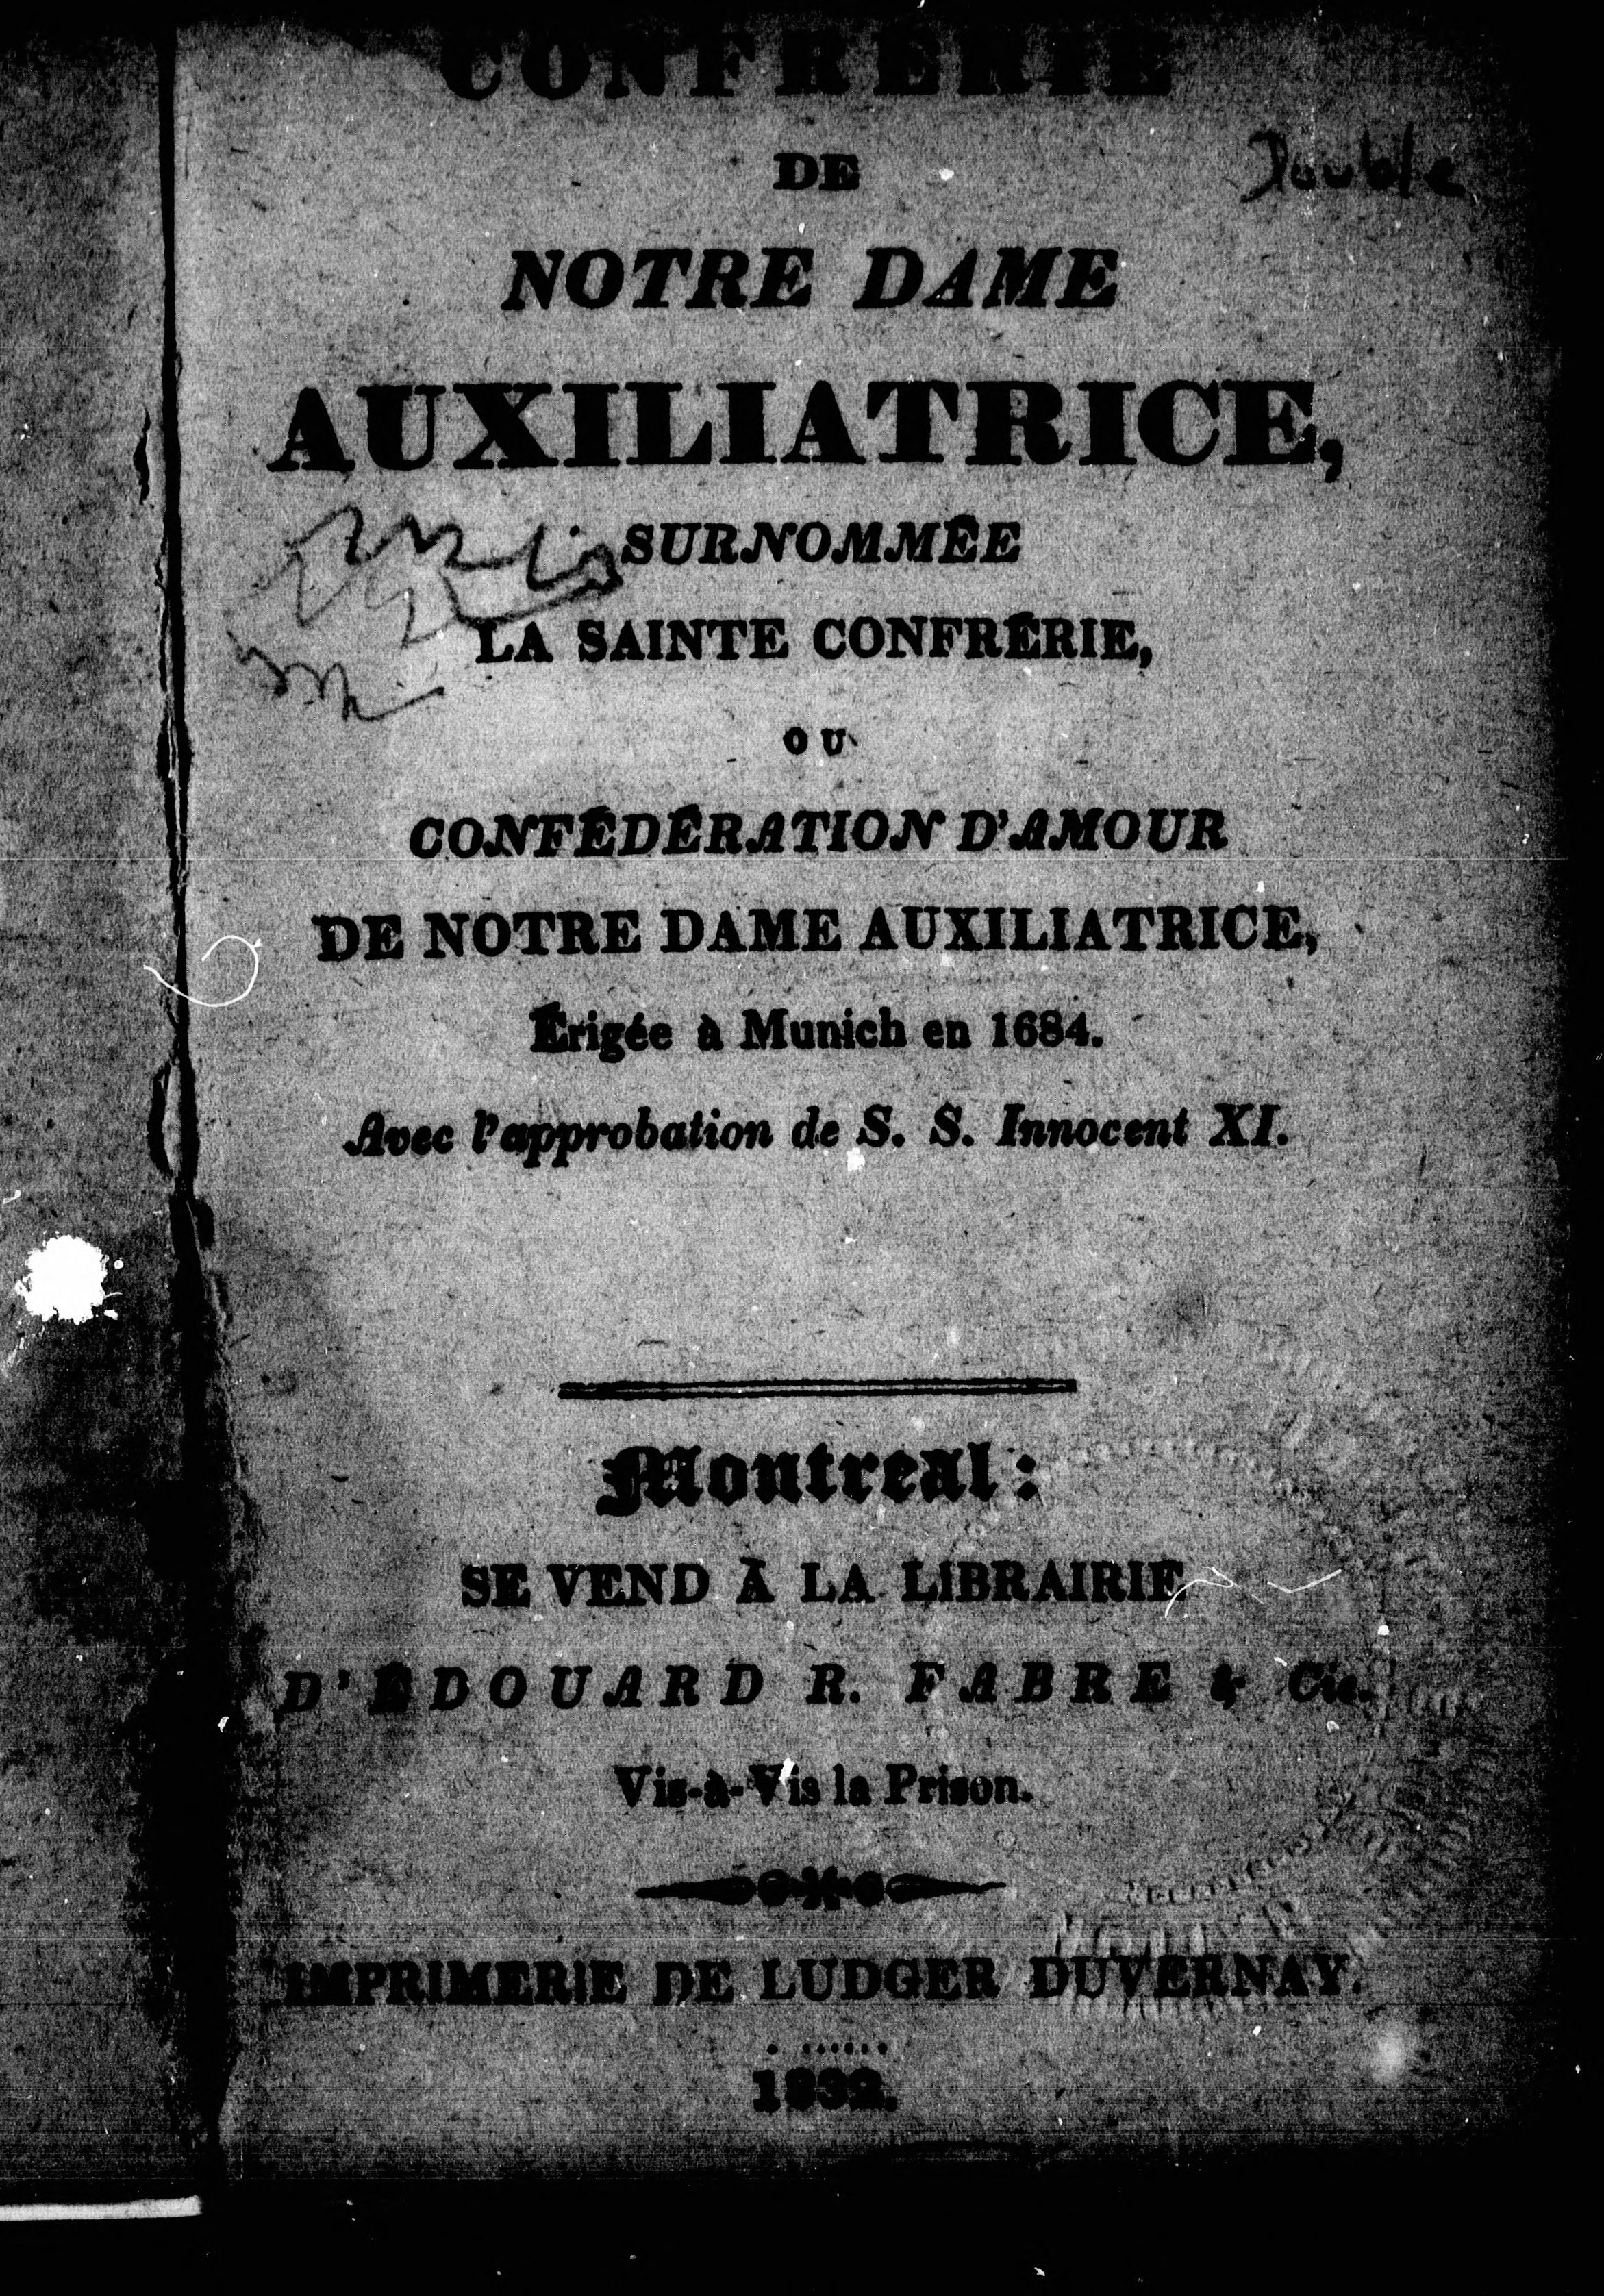 CONFRÉRIE
DE
Double
NOTRE DAME
AUXILIATRICE,
SURNOMMÉE
LA SAINTE CONFRÉRIE,
OU
CONFÉDÉRATION D'AMOUR
DE NOTRE DAME AUXILIATRICE,
Érigée à Munich en 1684.
Avec l'approbation de S. S. Innocent XI.
Montreal:
SE VEND À LA LIBRAIRIE
D'ÉDOUARD R. FABRE & Cie.
Vis-à-Vis la Prison.
IMPRIMERIE DE LUDGER DUVERNAY.
1832.